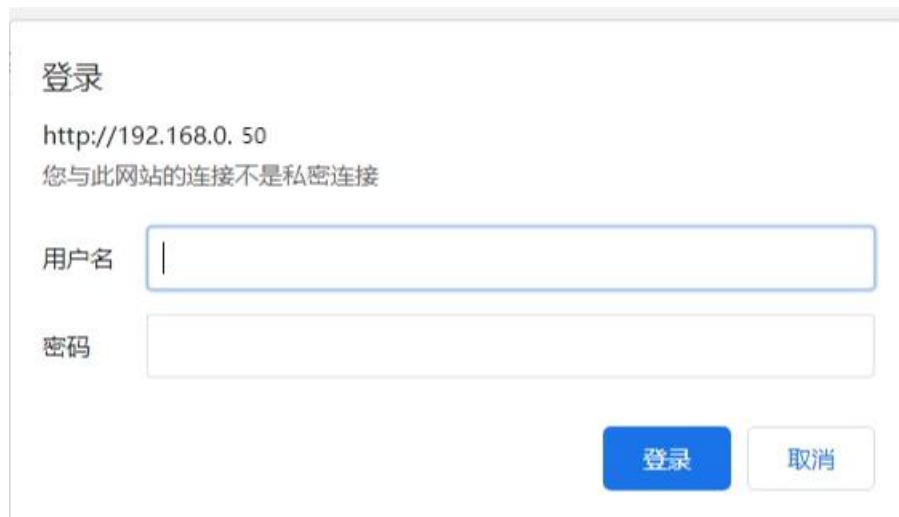 登录
http://192.168.0. 50
您与此网站的连接不是私密连接
用户名
密码
登录 取消